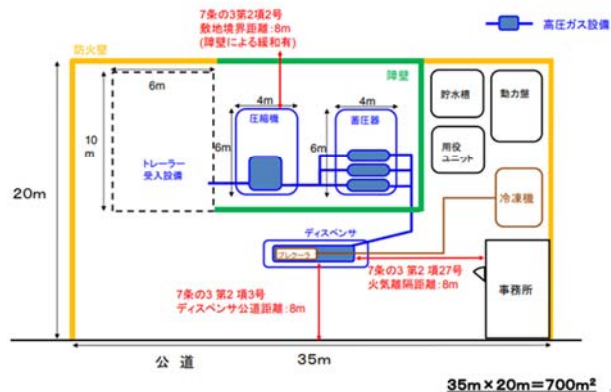 7条の3第2項2号
敷地境界距離:8m
(障壁による緩和有)
高圧ガス設備
防火壁
障壁
6m
4m
4m
圧縮機
蓄圧器
貯水槽
動力盤
10
m
6m
6m
トレーラー
受入設備
用役
ユニット
20m
冷凍機
ディスペンサ
プレクーラ
7条の3 第2 項27号
火気離隔距離:8m
7条の3 第2 項3号
ディスペンサ公道距離:8m
事務所
公 道
35m
35m×20m=700m²